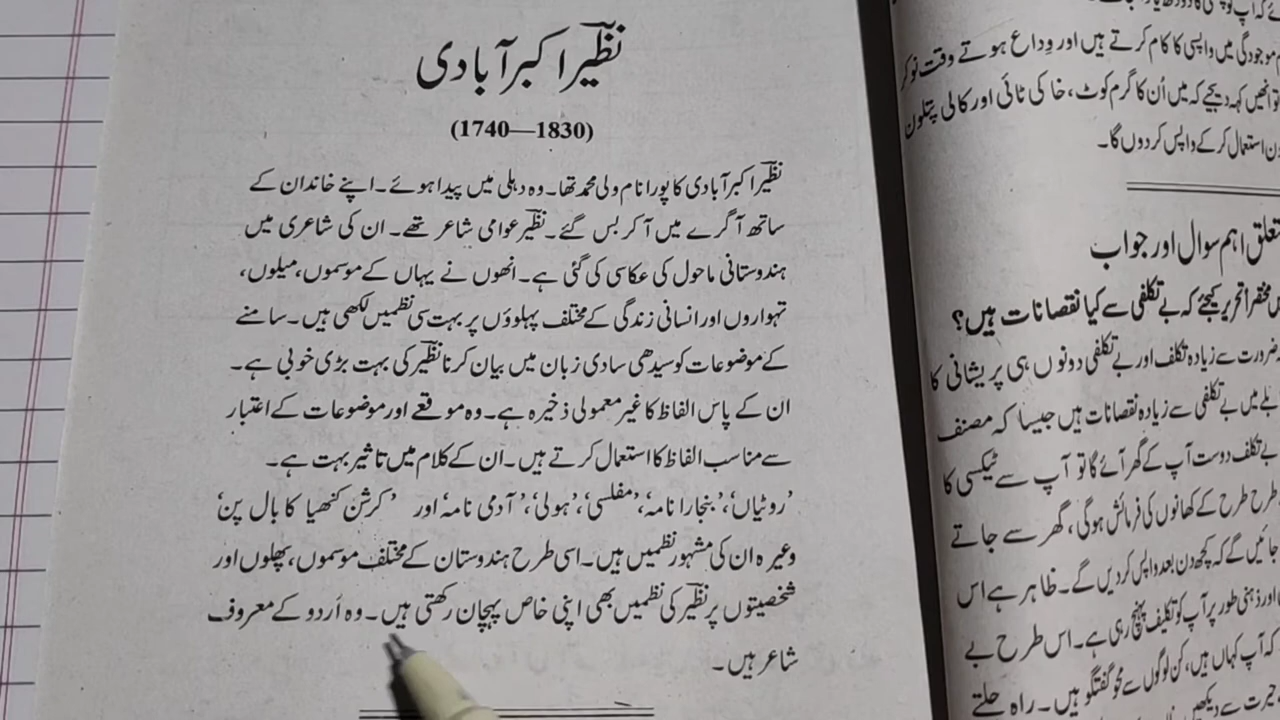 نظیرؔ اکبر آبادی
(1740—1830)
نظیرؔ اکبر آبادی کا پورا نام ولی محمد تھا۔ وہ دہلی میں پیدا ہوئے۔ اپنے خاندان کے
ساتھ آگرے میں آکر بس گئے۔ نظیرؔ عوامی شاعر تھے۔ ان کی شاعری میں
ہندوستانی ماحول کی عکاسی کی گئی ہے۔ انھوں نے یہاں کے موسموں، میلوں،
تہواروں اور انسانی زندگی کے مختلف پہلوؤں پر بہت سی نظمیں لکھی ہیں۔ سامنے
کے موضوعات کو سیدھی سادی زبان میں بیان کرنا نظیرؔ کی بہت بڑی خوبی ہے۔
ان کے پاس الفاظ کا غیر معمولی ذخیرہ ہے۔ وہ موقعے اور موضوعات کے اعتبار
سے مناسب الفاظ کا استعمال کرتے ہیں۔ ان کے کلام میں تاثیر بہت ہے۔
'روٹیاں'، 'بنجارا نامہ'، 'مفلسی'، 'ہولی'، 'آدمی نامہ' اور 'کرشن کنھیا کا بال پن'
وغیرہ ان کی مشہور نظمیں ہیں۔ اسی طرح ہندوستان کے مختلف موسموں، پھلوں اور
شخصیتوں پر نظیرؔ کی نظمیں بھی اپنی خاص پہچان رکھتی ہیں۔ وہ اُردو کے معروف
شاعر ہیں۔
موجودگی میں واپسی کا کام کرتے ہیں اور وداع ہوتے وقت نوکر
انھیں کہہ دیجیے کہ میں اُن کا گرم کوٹ، خاکی ٹائی اور کالی پتلون
دن استعمال کر کے واپس کر دوں گا۔
اہم سوال اور جواب
مختصراً تحریر کیجئے کہ بے تکلفی سے کیا نقصانات ہیں؟
ضرورت سے زیادہ تکلف اور بے تکلفی دونوں ہی پریشانی کا
میں بے تکلفی سے زیادہ نقصانات ہیں جیسا کہ مصنف
بے تکلف دوست آپ کے گھر آئے گا تو آپ سے ٹیکسی کا
طرح طرح کے کھانوں کی فرمائش ہوگی، گھر سے جاتے
جائیں گے کہ کچھ دن بعد واپس کر دیں گے۔ ظاہر ہے اس
اور ذہنی طور پر آپ کو تکلیف پہنچ رہی ہے۔ اس طرح بے
کہ آپ کہاں ہیں، کن لوگوں سے محو گفتگو ہیں۔ راہ چلتے
حیرت سے دیکھیں